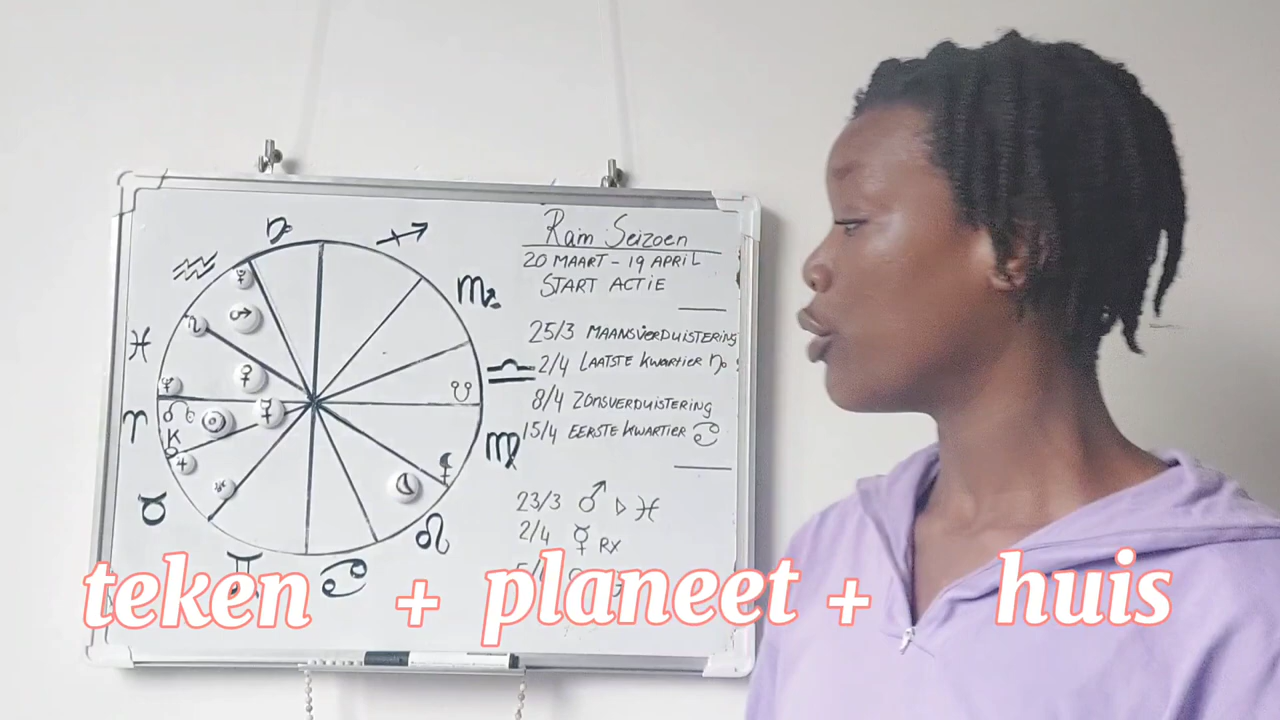 Ram Seizoen
20 MAART - 19 APRIL
START ACTIE
25/3 MAANSVERDUISTERING
2/4 LAATSTE KWARTIER ♑
8/4 ZONSVERDUISTERING
15/4 EERSTE KWARTIER ♋
23/3 ♂ ▷ ♓
2/4 ☿ RX
teken + planeet + huis